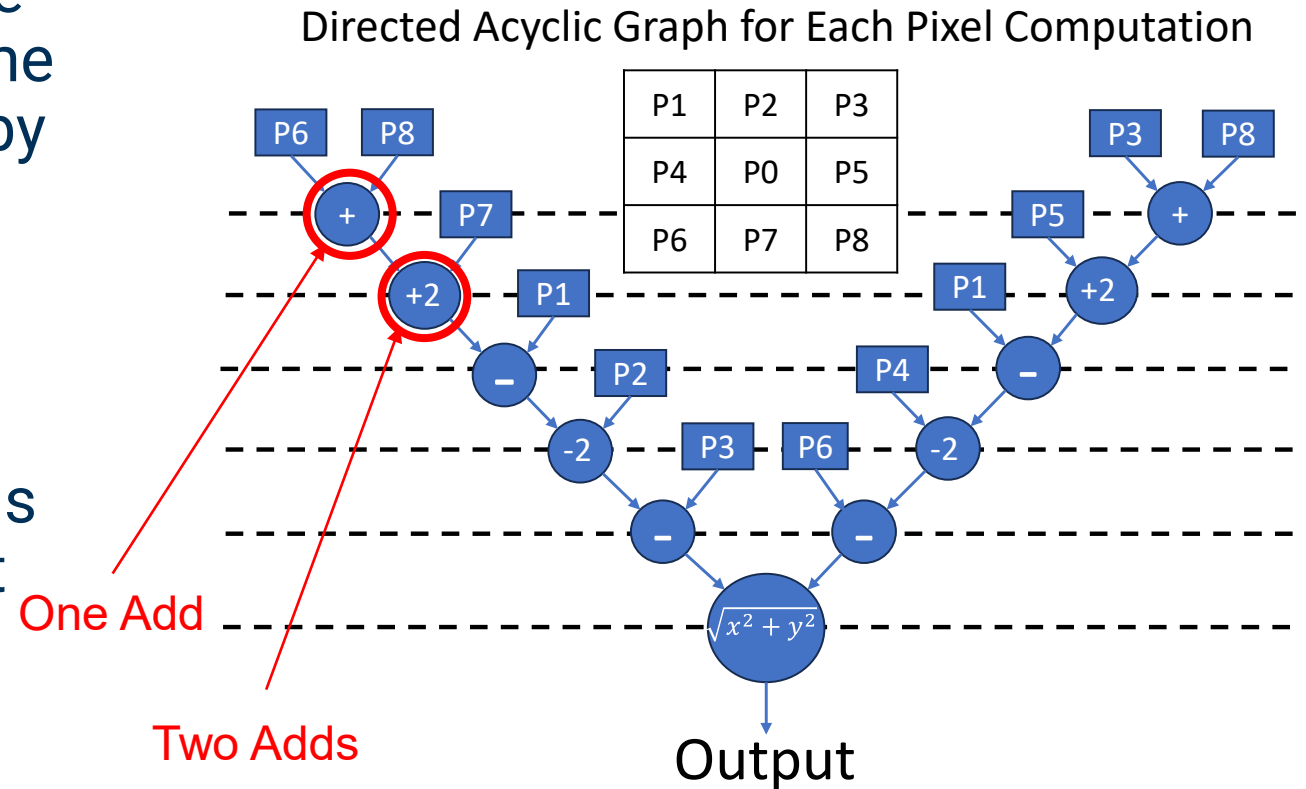 Directed Acyclic Graph for Each Pixel Computation
by
P1 P2 P3
P4 P0 P5
P6 P7 P8
P6 P8 P3 P8
+ P7 P5 +
+2 P1 P1 +2
- P2 P4 -
-2 P3 P6 -2
- -
One Add
√x² + y²
Two Adds
Output